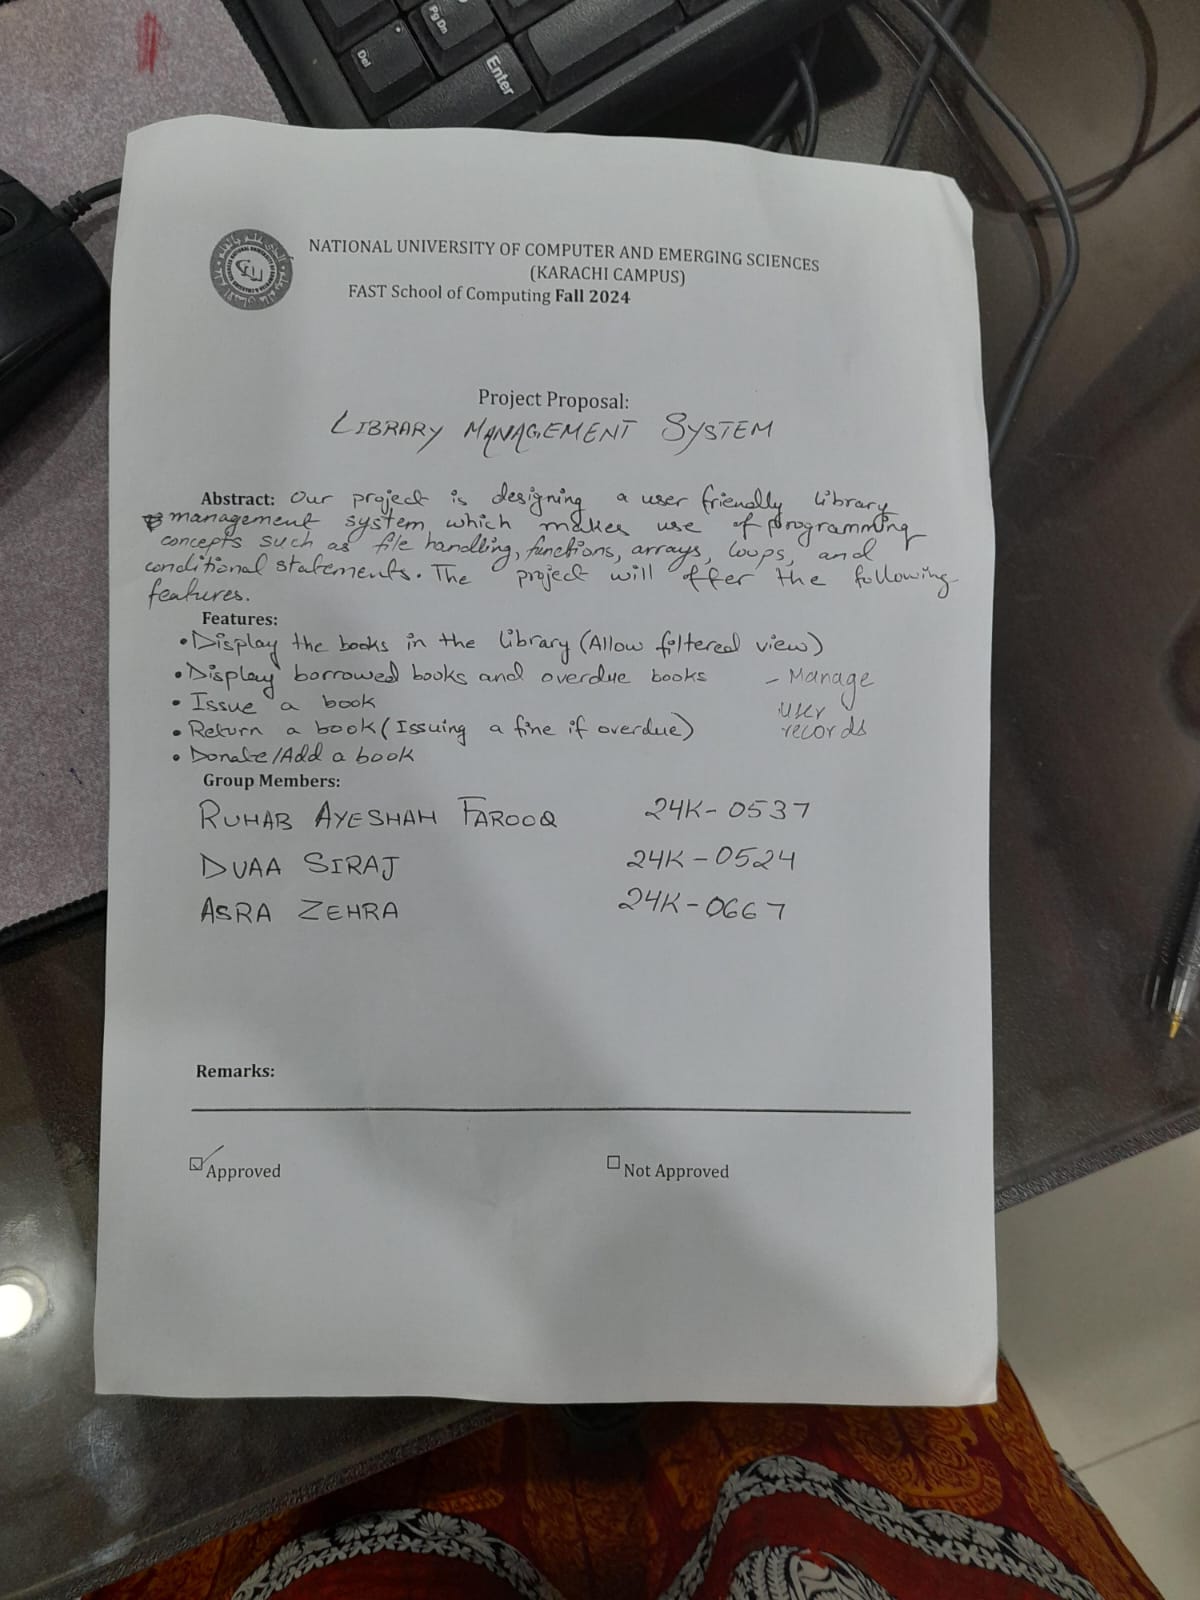 Del
Pg Dn
Enter
NATIONAL UNIVERSITY OF COMPUTER AND EMERGING SCIENCES
(KARACHI CAMPUS)
FAST School of Computing Fall 2024
Project Proposal:
LIBRARY MANAGEMENT SYSTEM
Abstract: Our project is designing a user friendly library
management system which makes use of programming
concepts such as file handling, functions, arrays, loops, and
conditional statements. The project will offer the following
features.
Features:
• Display the books in the library (Allow filtered view)
• Display borrowed books and overdue books
• Issue a book
• Return a book (Issuing a fine if overdue)
• Donate/Add a book
- Manage
user
records
Group Members:
RUHAB AYESHAH FAROOQ 24K-0537
DUAA SIRAJ 24K-0524
ASRA ZEHRA 24K-0667
Remarks:
Approved Not Approved